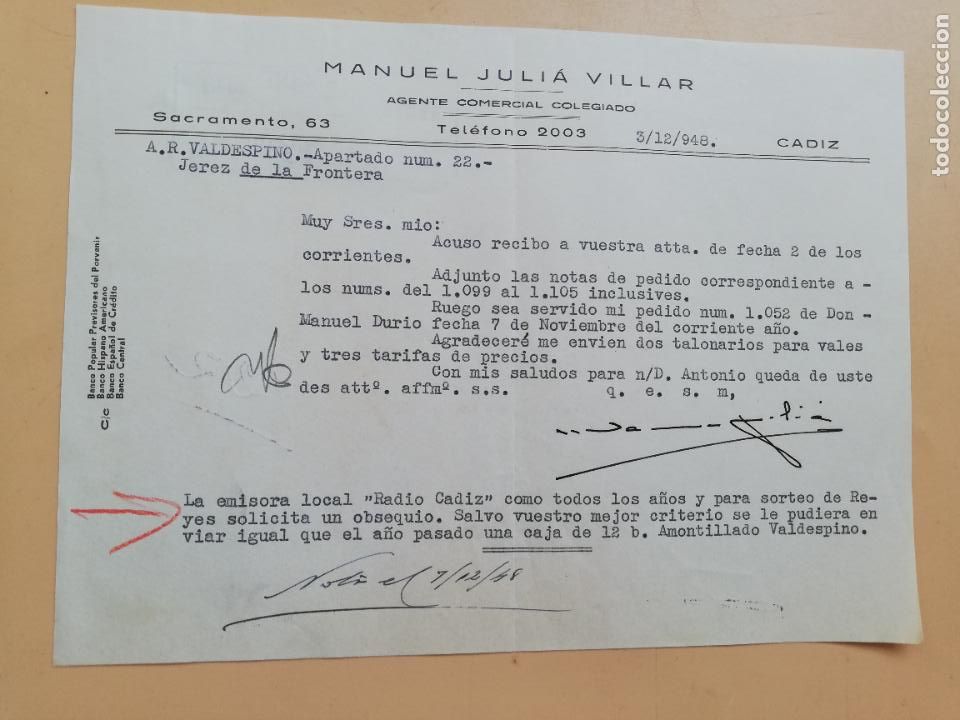 MANUEL JULIÁ VILLAR
AGENTE COMERCIAL COLEGIADO
Sacramento, 63
Teléfono 2003
3/12/948.
CADIZ
A.R.VALDESPINO.-Apartado num. 22.-
Jerez de la Frontera
Muy Sres. mio:
Acuso recibo a vuestra atta. de fecha 2 de los
corrientes.
Adjunto las notas de pedido correspondiente a -
los nums. del 1.099 al 1.105 inclusives.
Ruego sea servido mi pedido num. 1.052 de Don -
Manuel Durio fecha 7 de Noviembre del corriente año.
Agradeceré me envien dos talonarios para vales
y tres tarifas de precios.
Con mis saludos para n/D. Antonio queda de uste
des attº. affmº. s.s. q. e. s. m,
C/C
Banco Popular Previsores del Porvenir
Banco Hispano Americano
Banco Español de Crédito
Banco Central
La emisora local "Radio Cadiz" como todos los años y para sorteo de Re-
yes solicita un obsequio. Salvo vuestro mejor criterio se le pudiera en
viar igual que el año pasado una caja de 12 b. Amontillado Valdespino.
el 7/12/48
todocoleccion